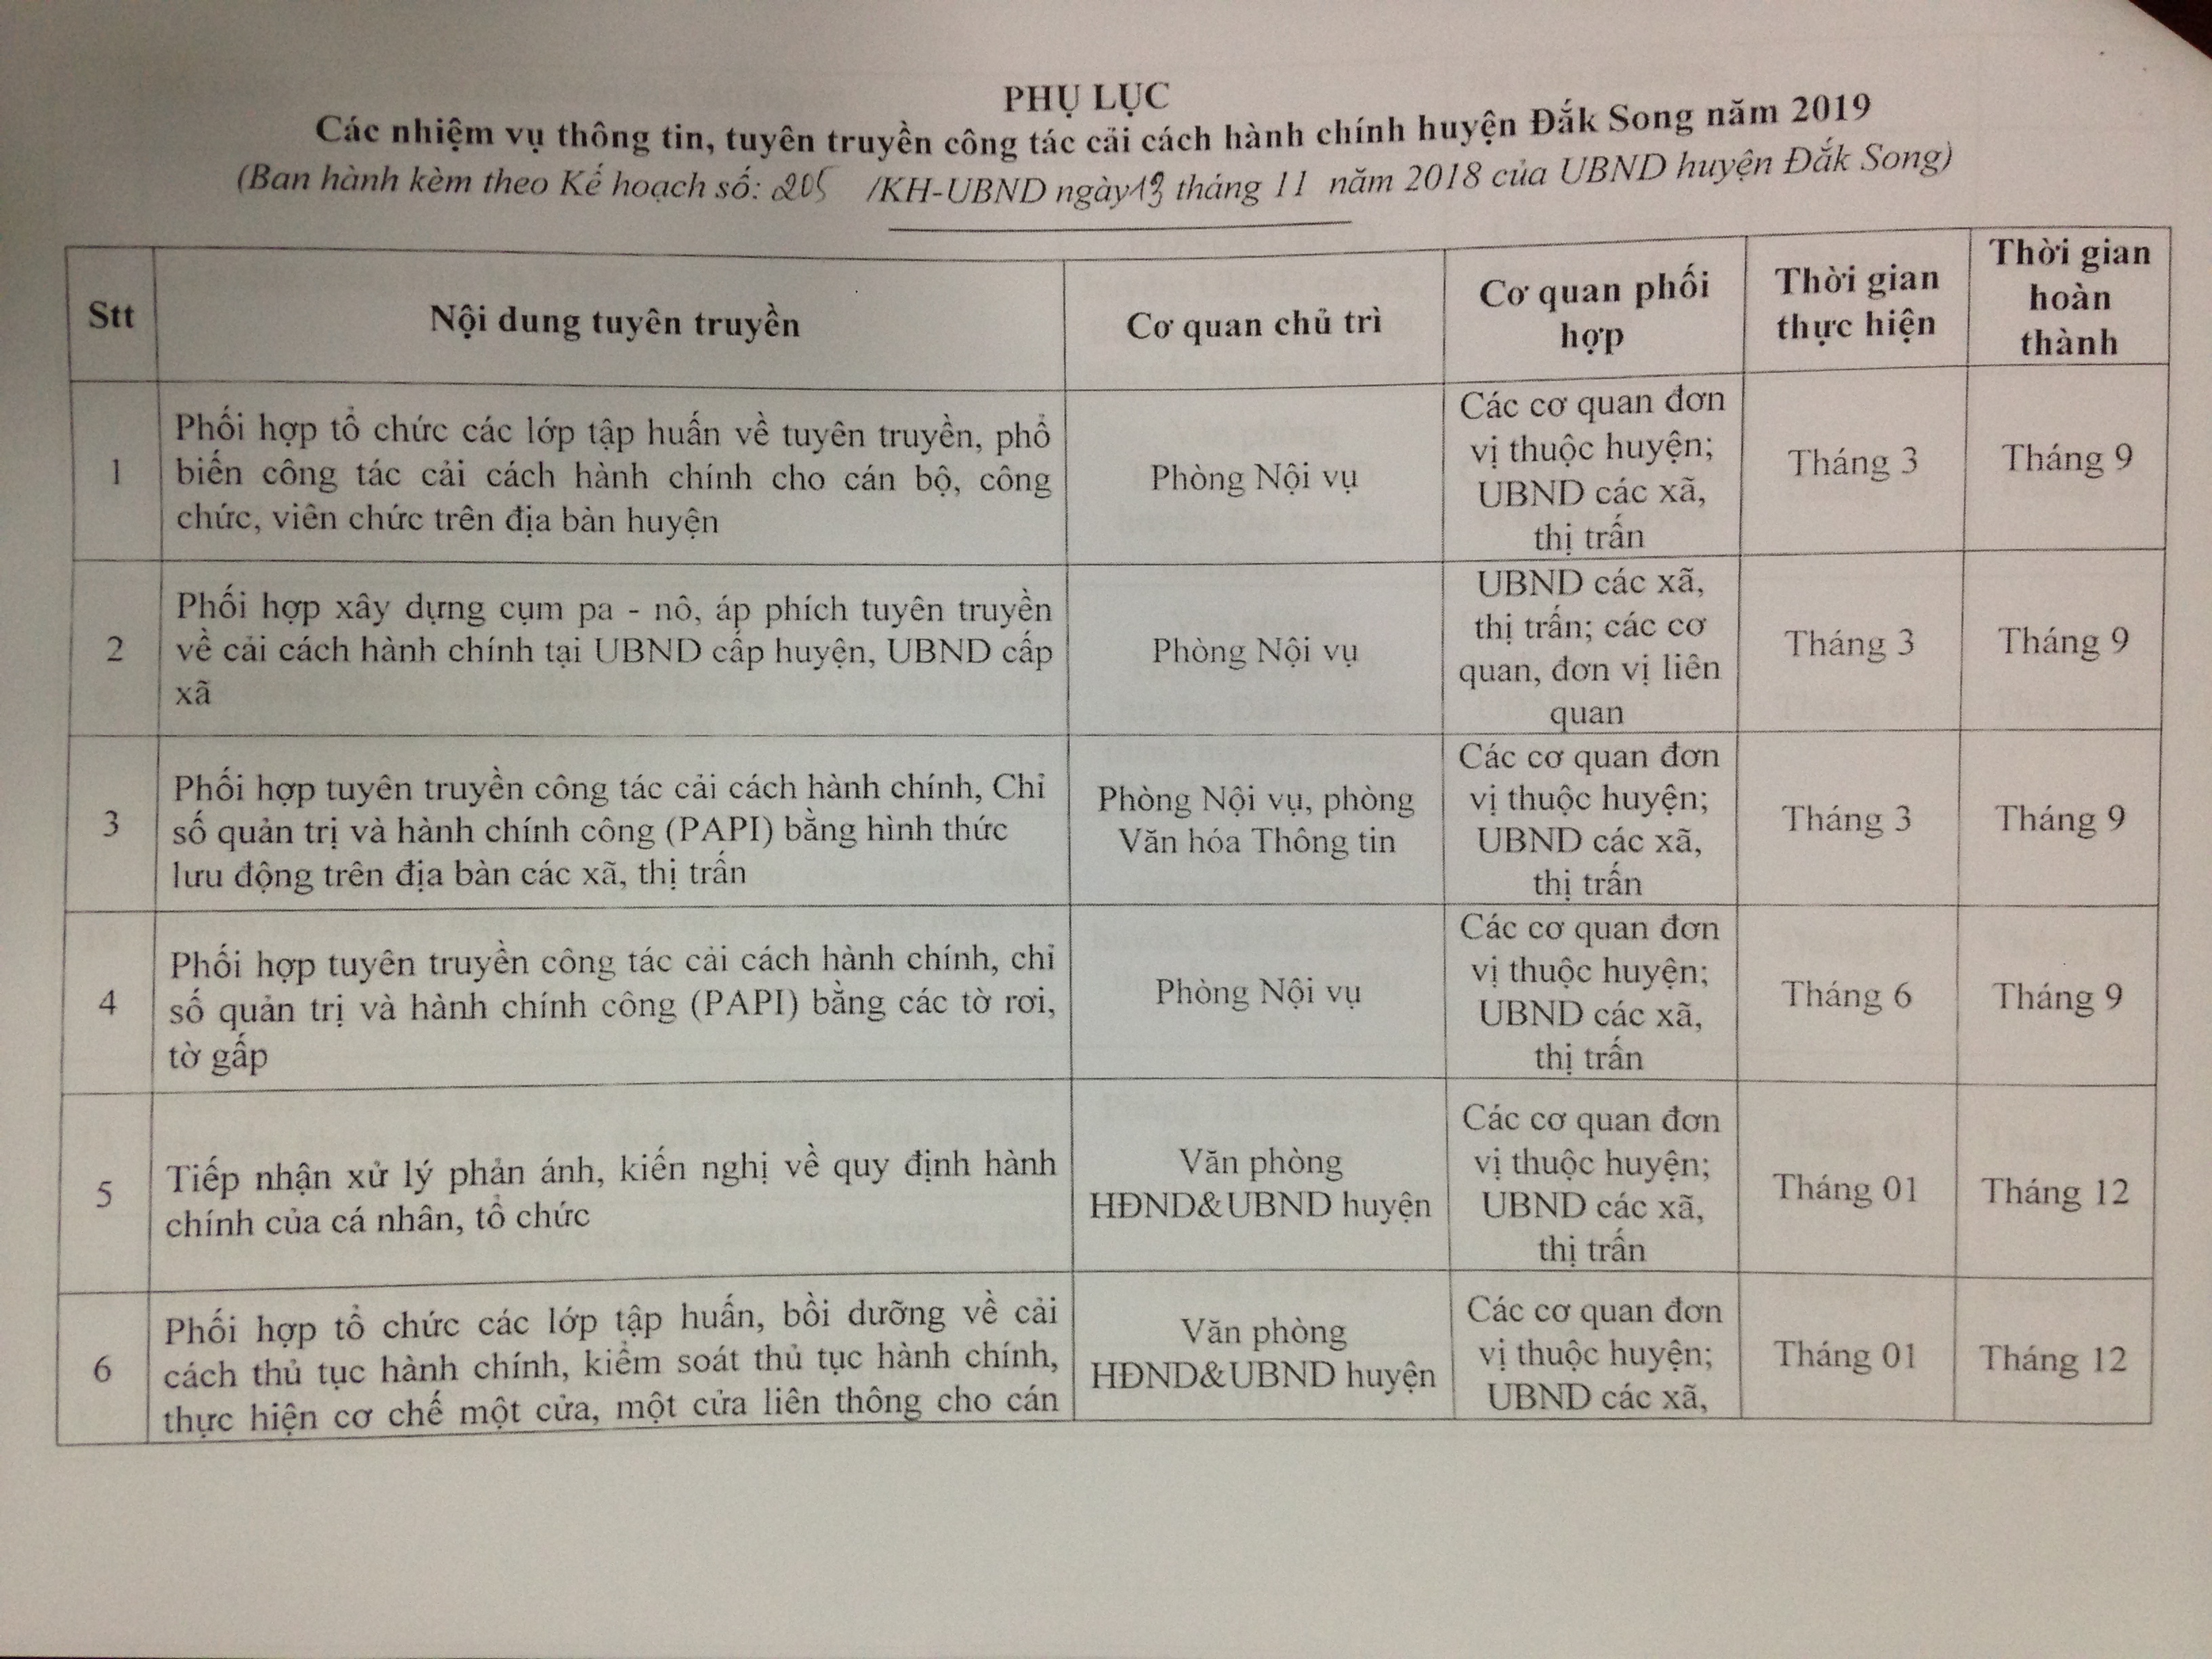 PHỤ LỤC
Các nhiệm vụ thông tin, tuyên truyền công tác cải cách hành chính huyện Đắk Song năm 2019
(Ban hành kèm theo Kế hoạch số: 205 /KH-UBND ngày 19 tháng 11 năm 2018 của UBND huyện Đắk Song)
Stt
Nội dung tuyên truyền
Cơ quan chủ trì
Cơ quan phối
hợp
Thời gian
thực hiện
Thời gian
hoàn
thành
1
Phối hợp tổ chức các lớp tập huấn về tuyên truyền, phổ
biến công tác cải cách hành chính cho cán bộ, công
chức, viên chức trên địa bàn huyện
Phòng Nội vụ
Các cơ quan đơn
vị thuộc huyện;
UBND các xã,
thị trấn
Tháng 3
Tháng 9
2
Phối hợp xây dựng cụm pa - nô, áp phích tuyên truyền
về cải cách hành chính tại UBND cấp huyện, UBND cấp
xã
Phòng Nội vụ
UBND các xã,
thị trấn; các cơ
quan, đơn vị liên
quan
Tháng 3
Tháng 9
3
Phối hợp tuyên truyền công tác cải cách hành chính, Chỉ
số quản trị và hành chính công (PAPI) bằng hình thức
lưu động trên địa bàn các xã, thị trấn
Phòng Nội vụ, phòng
Văn hóa Thông tin
Các cơ quan đơn
vị thuộc huyện;
UBND các xã,
thị trấn
Tháng 3
Tháng 9
4
Phối hợp tuyên truyền công tác cải cách hành chính, chỉ
số quản trị và hành chính công (PAPI) bằng các tờ rơi,
tờ gấp
Phòng Nội vụ
Các cơ quan đơn
vị thuộc huyện;
UBND các xã,
thị trấn
Tháng 6
Tháng 9
5
Tiếp nhận xử lý phản ánh, kiến nghị về quy định hành
chính của cá nhân, tổ chức
Văn phòng
HĐND&UBND huyện
Các cơ quan đơn
vị thuộc huyện;
UBND các xã,
thị trấn
Tháng 01
Tháng 12
6
Phối hợp tổ chức các lớp tập huấn, bồi dưỡng về cải
cách thủ tục hành chính, kiểm soát thủ tục hành chính,
thực hiện cơ chế một cửa, một cửa liên thông cho cán
Văn phòng
HĐND&UBND huyện
Các cơ quan đơn
vị thuộc huyện;
UBND các xã,
Tháng 01
Tháng 12